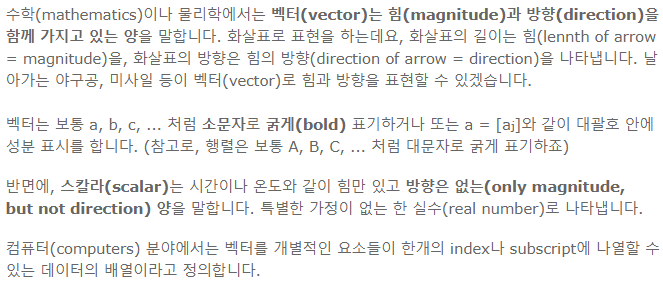 수학(mathematics)이나 물리학에서는 벡터(vector)는 힘(magnitude)과 방향(direction)을
함께 가지고 있는 양을 말합니다. 화살표로 표현을 하는데요, 화살표의 길이는 힘(lennth of arrow
= magnitude)을, 화살표의 방향은 힘의 방향(direction of arrow = direction)을 나타냅니다. 날
아가는 야구공, 미사일 등이 벡터(vector)로 힘과 방향을 표현할 수 있겠습니다.
벡터는 보통 a, b, c, ... 처럼 소문자로 굵게(bold) 표기하거나 또는 a = [aj]와 같이 대괄호 안에
성분 표시를 합니다. (참고로, 행렬은 보통 A, B, C, ... 처럼 대문자로 굵게 표기하죠)
반면에, 스칼라(scalar)는 시간이나 온도와 같이 힘만 있고 방향은 없는(only magnitude,
but not direction) 양을 말합니다. 특별한 가정이 없는 한 실수(real number)로 나타냅니다.
컴퓨터(computers) 분야에서는 벡터를 개별적인 요소들이 한개의 index나 subscript에 나열할 수
있는 데이터의 배열이라고 정의합니다.